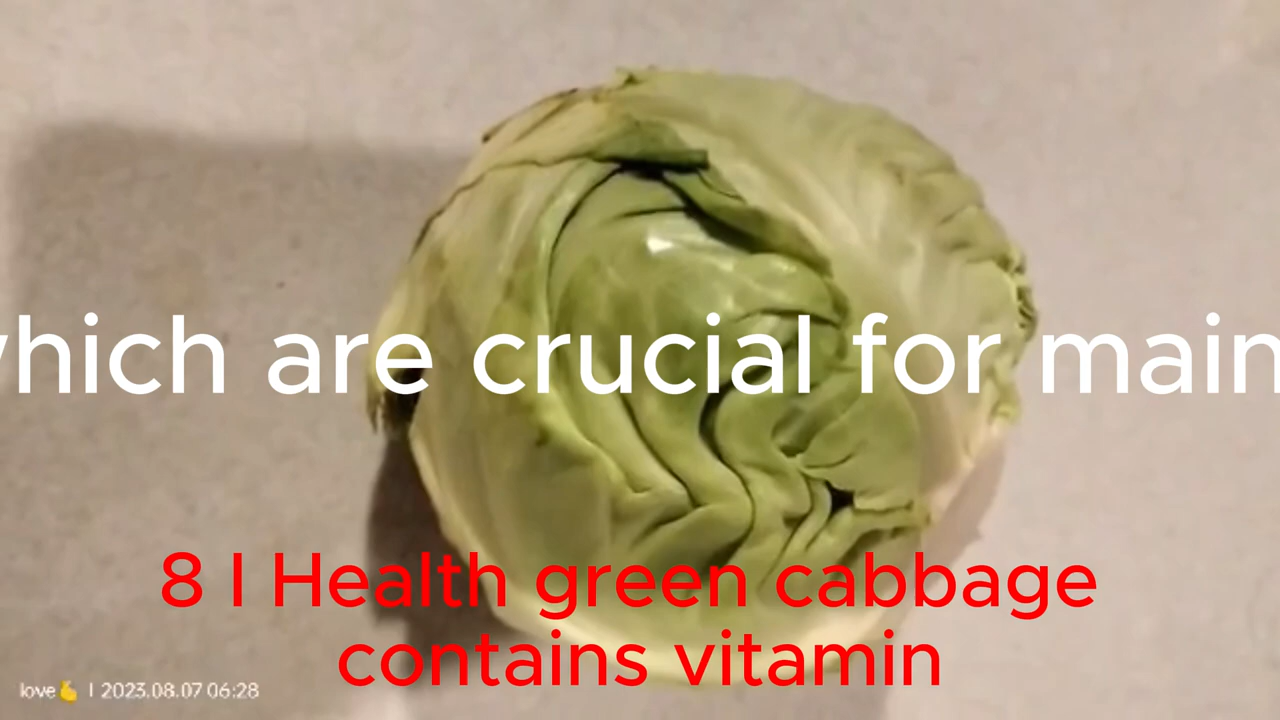 which are crucial for main
8 I Health green cabbage
contains vitamin
love💪 I 2023.08.07 06:28